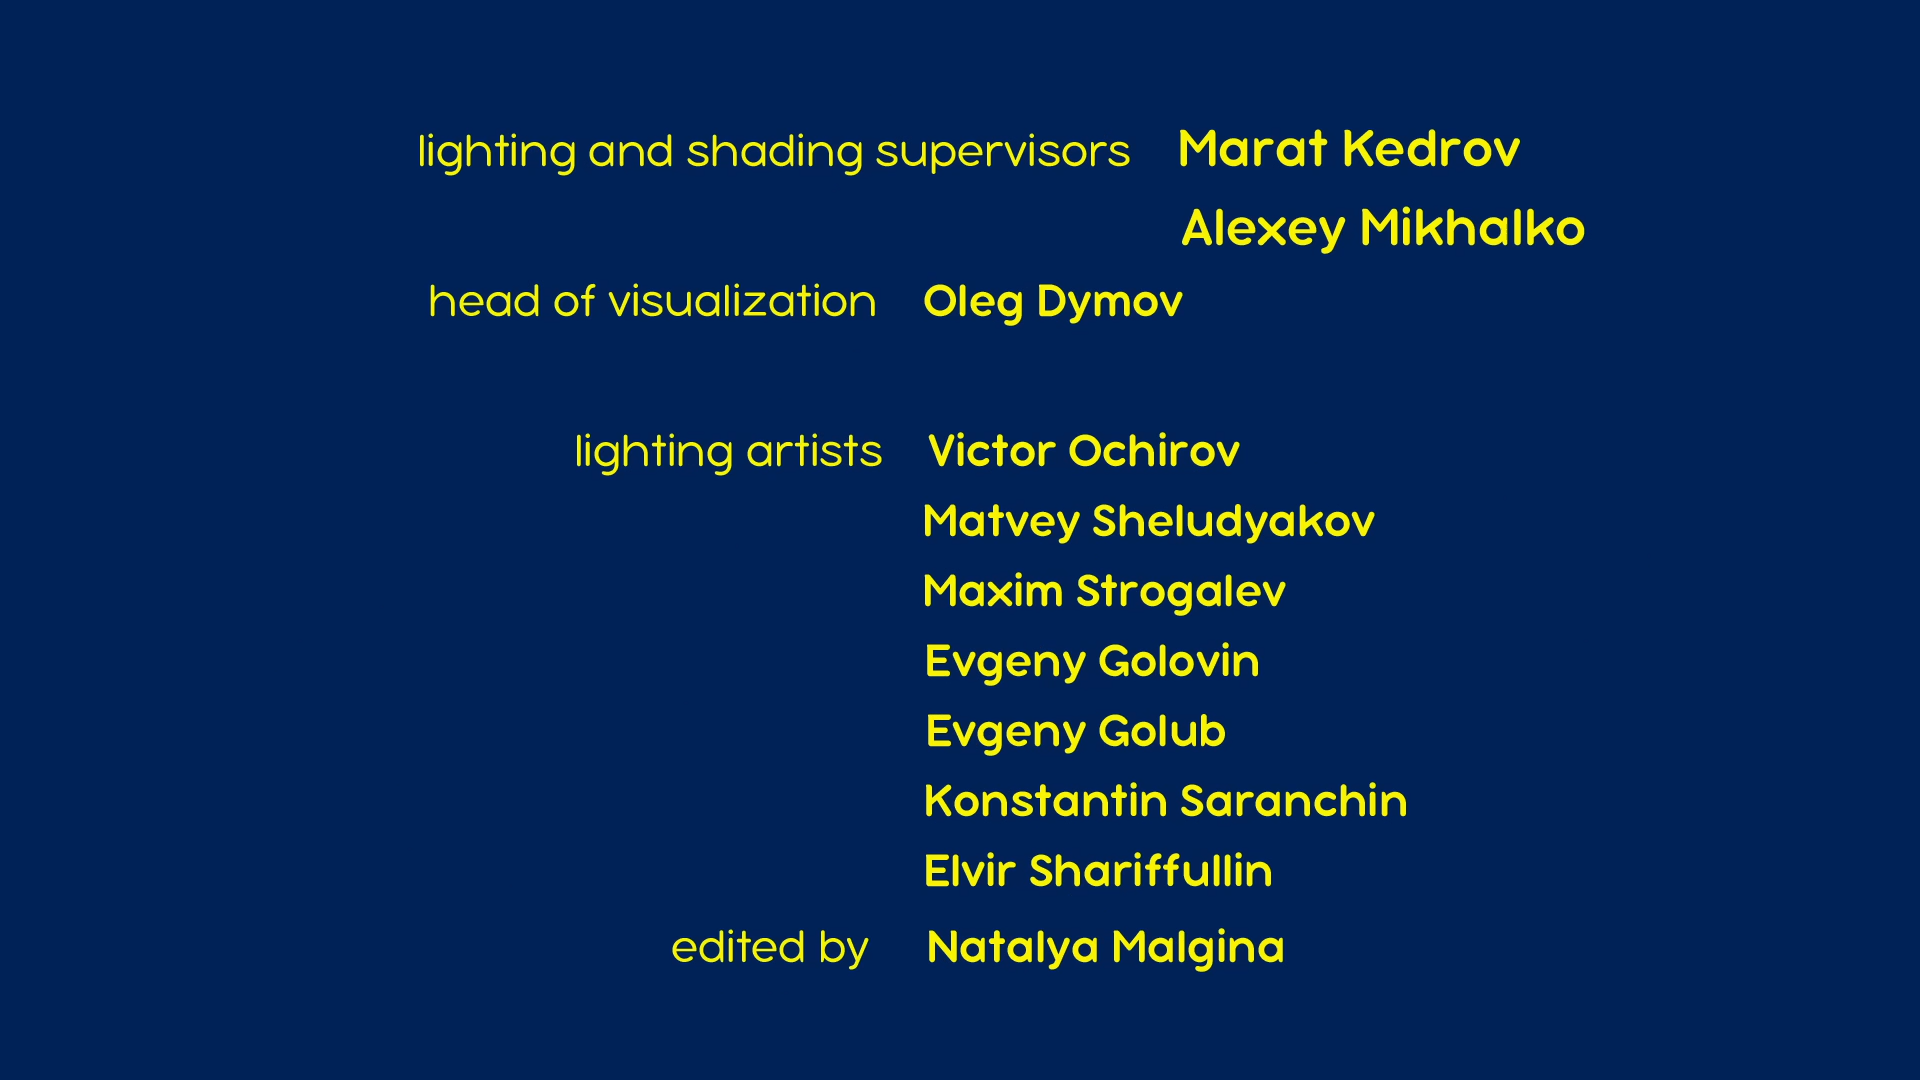 lighting and shading supervisors Marat Kedrov
Alexey Mikhalko
head of visualization Oleg Dymov
lighting artists Victor Ochirov
Matvey Sheludyakov
Maxim Strogalev
Evgeny Golovin
Evgeny Golub
Konstantin Saranchin
Elvir Shariffullin
edited by Natalya Malgina